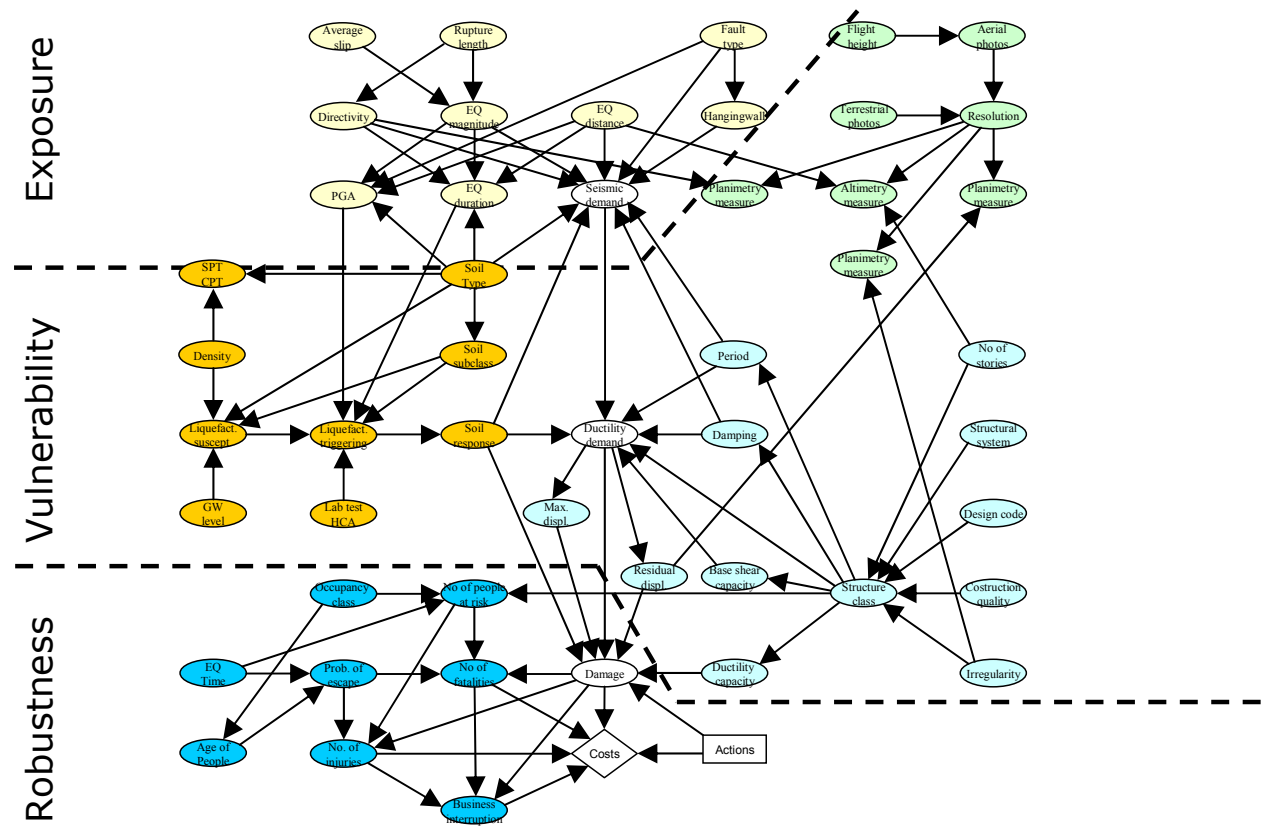 Exposure
Vulnerability
Robustness
Average
slip
Rupture
length
Fault
type
Flight
height
Aerial
photos
Directivity
EQ
magnitude
EQ
distance
Hangingwall
Terrestrial
photos
Resolution
PGA
EQ
duration
Seismic
demand
Planimetry
measure
Altimetry
measure
Planimetry
measure
SPT
CPT
Soil
Type
Planimetry
measure
Density
Soil
subclass
Period
No of
stories
Liquefact.
suscept
Liquefact.
triggering
Soil
response
Ductility
demand
Damping
Structural
system
GW
level
Lab test
HCA
Max.
displ.
Design code
Residual
displ
Base shear
capacity
Structure
class
Costruction
quality
Occupancy
class
No of people
at risk
EQ
Time
Prob. of
escape
No of
fatalities
Damage
Ductility
capacity
Irregularity
Age of
People
No. of
injuries
Costs
Actions
Business
interruption